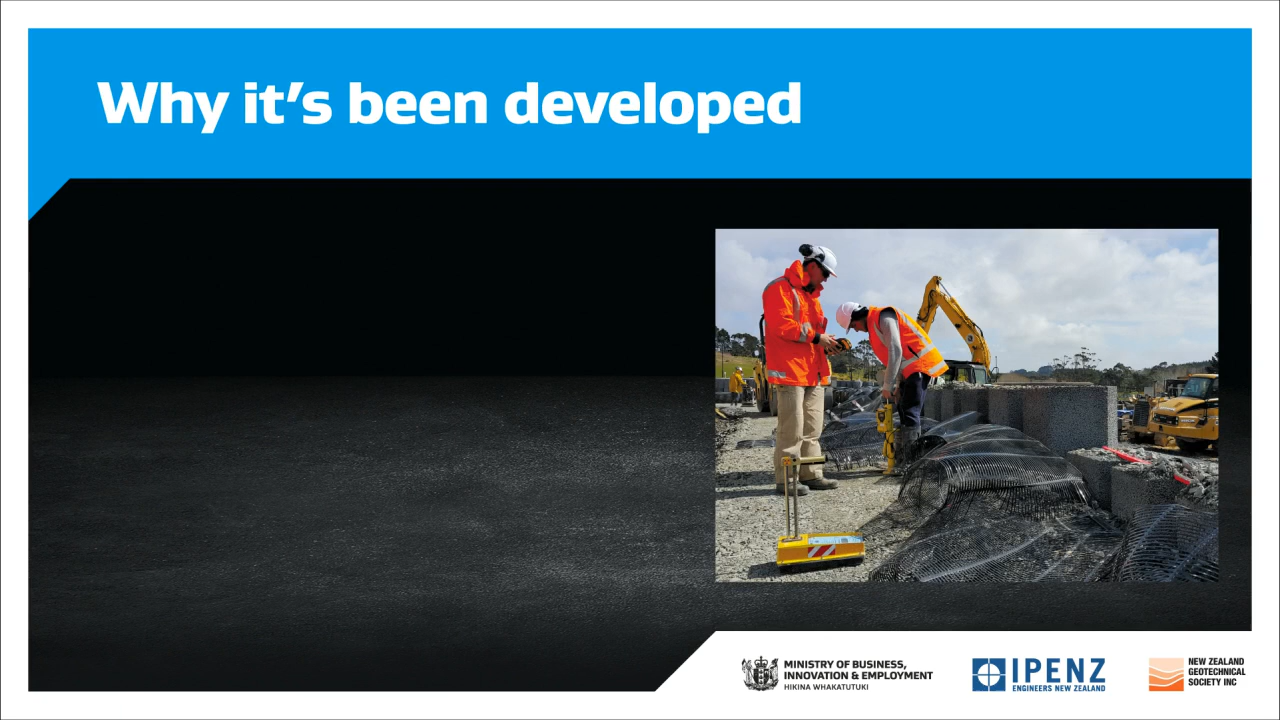 Why it’s been developed
MINISTRY OF BUSINESS,
INNOVATION & EMPLOYMENT
HIKINA WHAKATUTUKI
IPENZ
ENGINEERS NEW ZEALAND
NEW ZEALAND
GEOTECHNICAL
SOCIETY INC